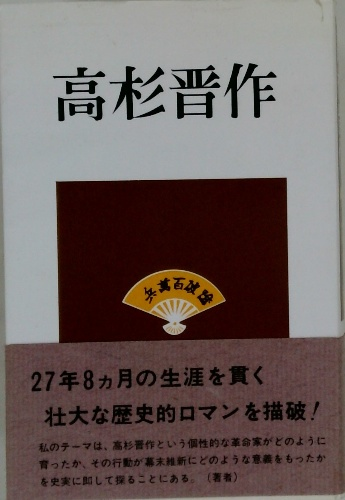 高杉晋作
兵萬百破強
27年8ヵ月の生涯を貫く
壮大な歴史的ロマンを描破!
私のテーマは、高杉晋作という個性的な革命家がどのように
育ったか、その行動が幕末維新にどのような意義をもったか
を史実に即して探ることにある。(著者)